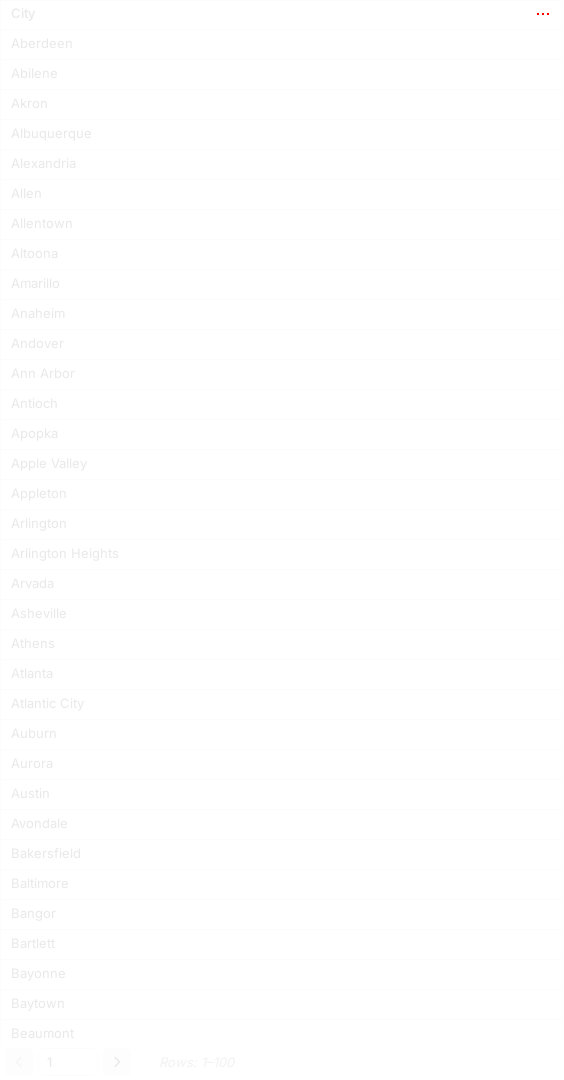 City
Aberdeen
Abilene
Akron
Albuquerque
Alexandria
Allen
Allentown
Altoona
Amarillo
Anaheim
Andover
Ann Arbor
Antioch
Apopka
Apple Valley
Appleton
Arlington
Arlington Heights
Arvada
Asheville
Athens
Atlanta
Atlantic City
Auburn
Aurora
Austin
Avondale
Bakersfield
Baltimore
Bangor
Bartlett
Bayonne
Baytown
Beaumont
1 Rows: 1–100